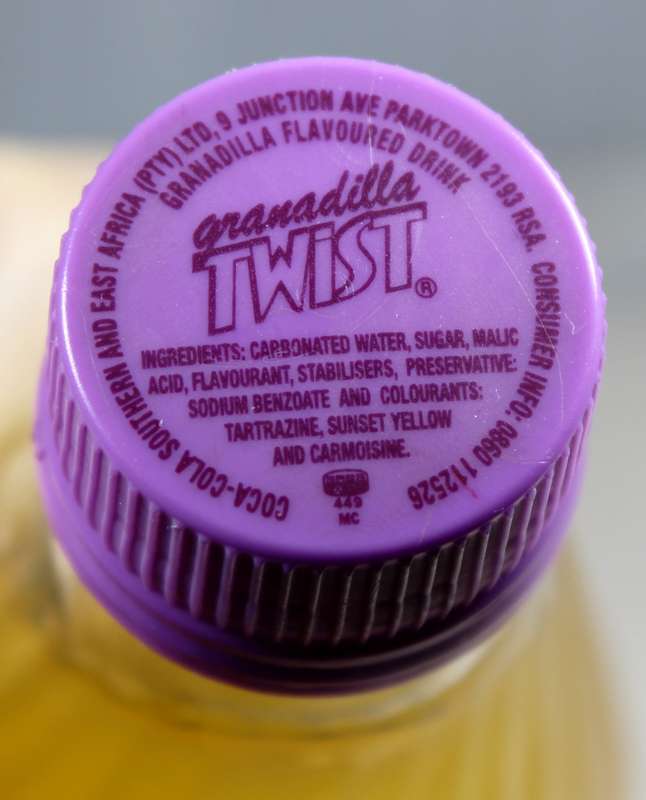 COCA-COLA SOUTHERN AND EAST AFRICA (PTY) LTD, 9 JUNCTION AVE PARKTOWN 2193 RSA. CONSUMER INFO: 0860 112526
GRANADILLA FLAVOURED DRINK
granadilla
TWIST®
INGREDIENTS: CARBONATED WATER, SUGAR, MALIC
ACID, FLAVOURANT, STABILISERS, PRESERVATIVE:
SODIUM BENZOATE AND COLOURANTS:
TARTRAZINE, SUNSET YELLOW
AND CARMOISINE.
449
MC